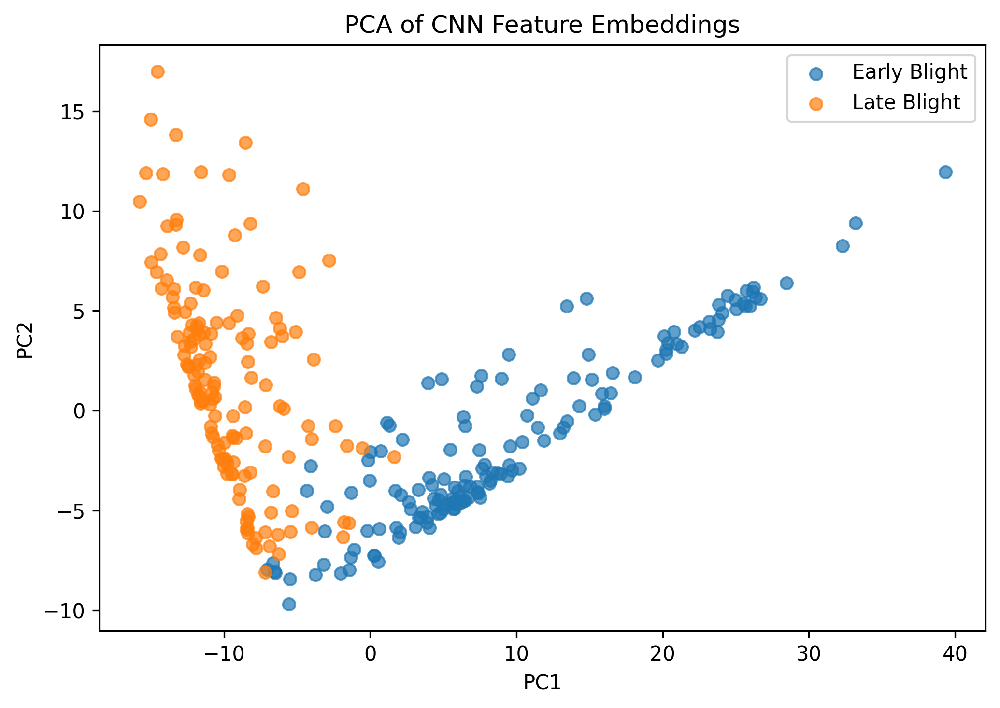 PCA of CNN Feature Embeddings
Early Blight
Late Blight
PC2
15
10
5
0
−5
−10
−10
0
10
20
30
40
PC1